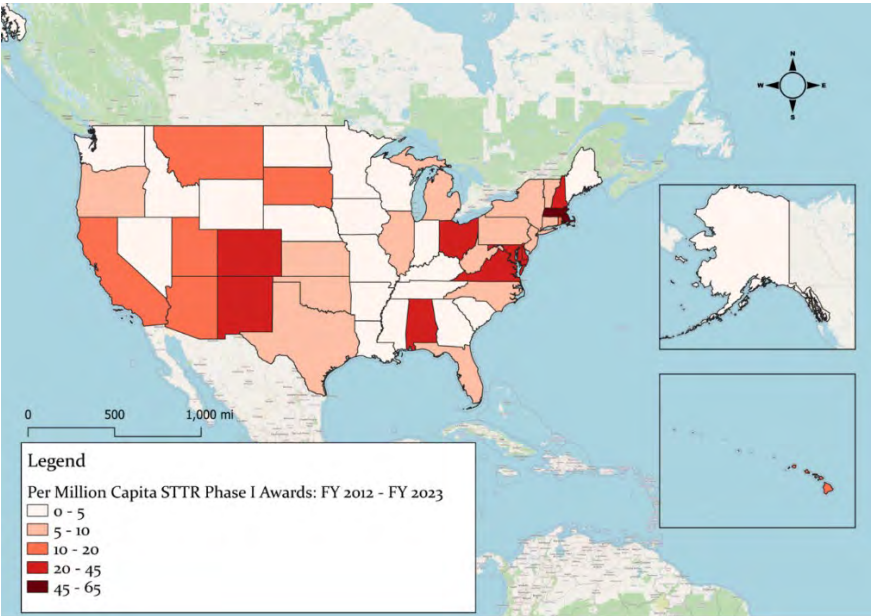 N
W E
S
0 500 1,000 mi
Legend
Per Million Capita STTR Phase I Awards: FY 2012 - FY 2023
0 - 5
5 - 10
10 - 20
20 - 45
45 - 65